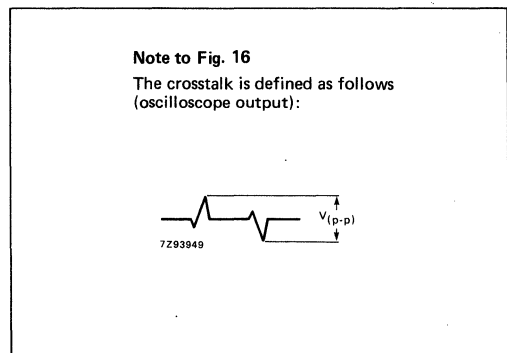 Note to Fig. 16
The crosstalk is defined as follows
(oscilloscope output):
V(p-p)
7Z93949